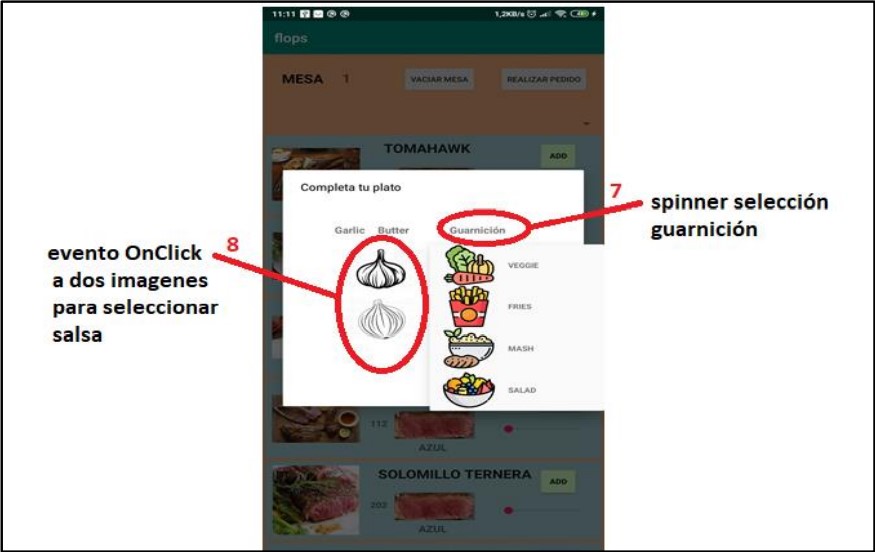 11:11 1,2KB/s 48
flops
MESA 1 VACIAR MESA REALIZAR PEDIDO
TOMAHAWK
ADD
Completa tu plato
7
spinner selección
guarnición
Garlic Butter Guarnición
8
evento OnClick
a dos imagenes
para seleccionar
salsa
VEGGIE
FRIES
MASH
SALAD
112
AZUL
SOLOMILLO TERNERA
ADD
202
AZUL